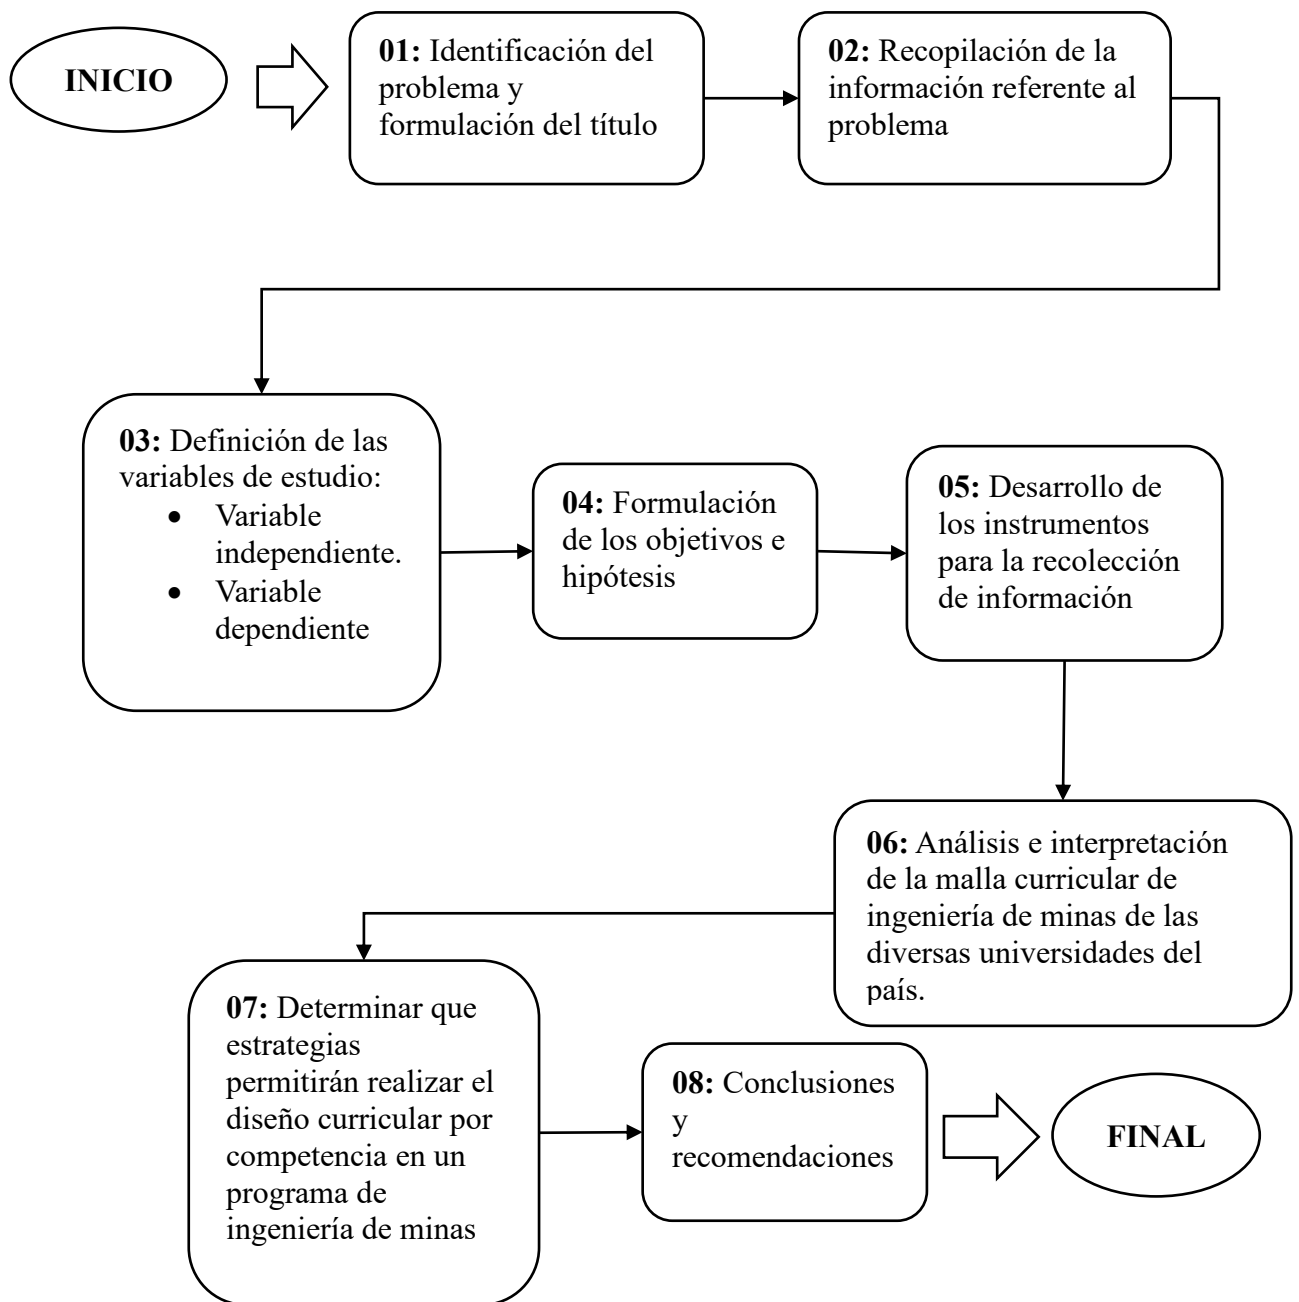 INICIO
01: Identificación del
problema y
formulación del título
02: Recopilación de la
información referente al
problema
03: Definición de las
variables de estudio:
• Variable
independiente.
• Variable
dependiente
04: Formulación
de los objetivos e
hipótesis
05: Desarrollo de
los instrumentos
para la recolección
de información
06: Análisis e interpretación
de la malla curricular de
ingeniería de minas de las
diversas universidades del
país.
07: Determinar que
estrategias
permitirán realizar el
diseño curricular por
competencia en un
programa de
ingeniería de minas
08: Conclusiones
y
recomendaciones
FINAL